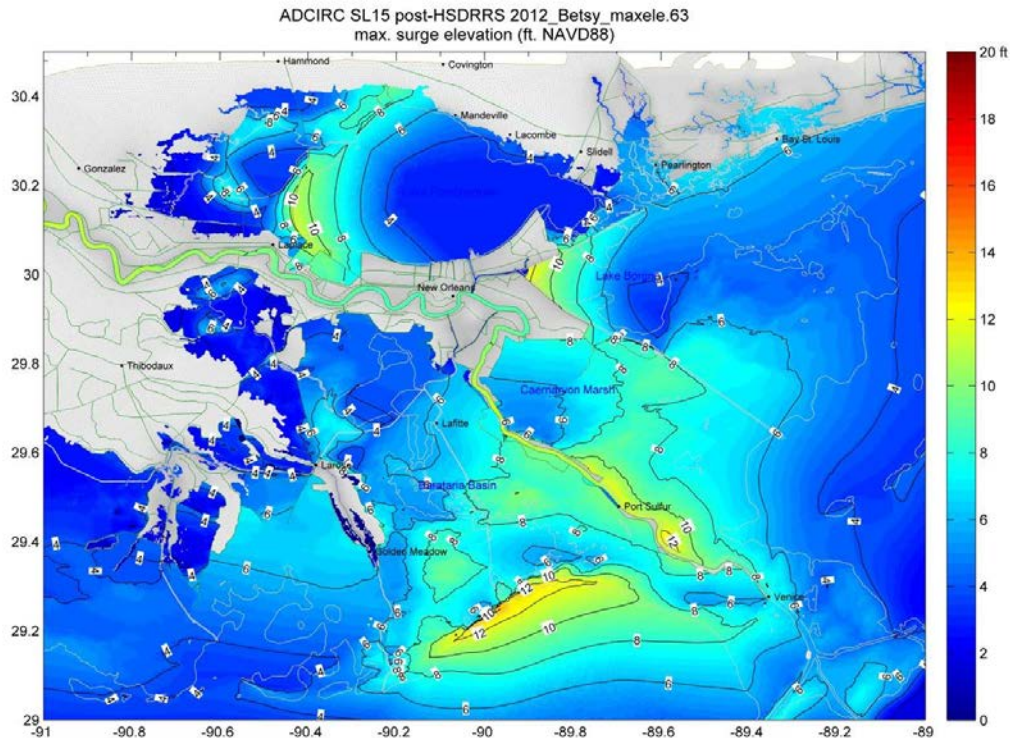 ADCIRC SL15 post-HSDRRS 2012_Betsy_maxele.63
max. surge elevation (ft. NAVD88)
20 ft
18
16
14
12
10
8
6
4
2
0
30.4
30.2
30
29.8
29.6
29.4
29.2
29
-91
-90.8
-90.6
-90.4
-90.2
-90
-89.8
-89.6
-89.4
-89.2
-89
Hammond
Covington
Mandeville
Lacombe
Slidell
Bay St. Louis
Pearlington
Gonzalez
Laplace
New Orleans
Thibodaux
Caernarvon Marsh
Lafitte
Larose
Barataria Basin
Port Sulfur
Golden Meadow
Venice